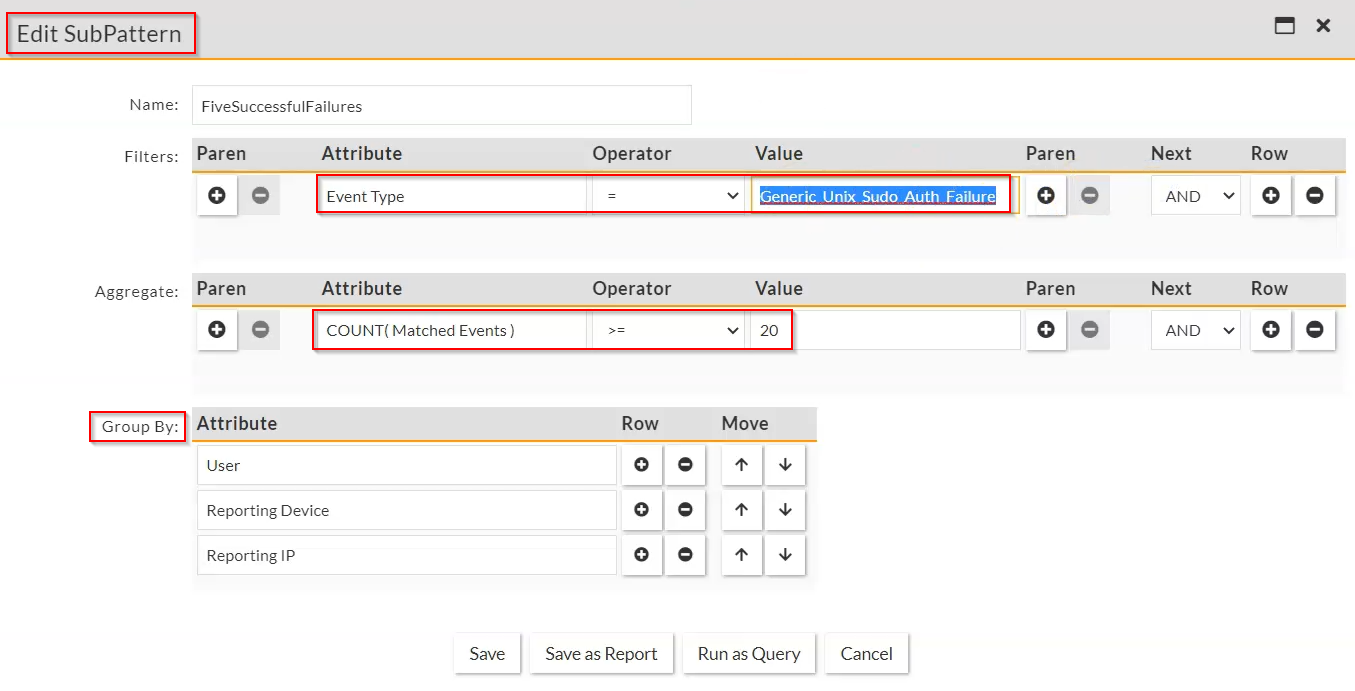 Edit SubPattern
Name: FiveSuccessfulFailures
Filters: Paren Attribute Operator Value Paren Next Row
Event Type = Generic_Unix_Sudo_Auth_Failure AND
Aggregate: Paren Attribute Operator Value Paren Next Row
COUNT( Matched Events ) >= 20 AND
Group By: Attribute Row Move
User
Reporting Device
Reporting IP
Save Save as Report Run as Query Cancel